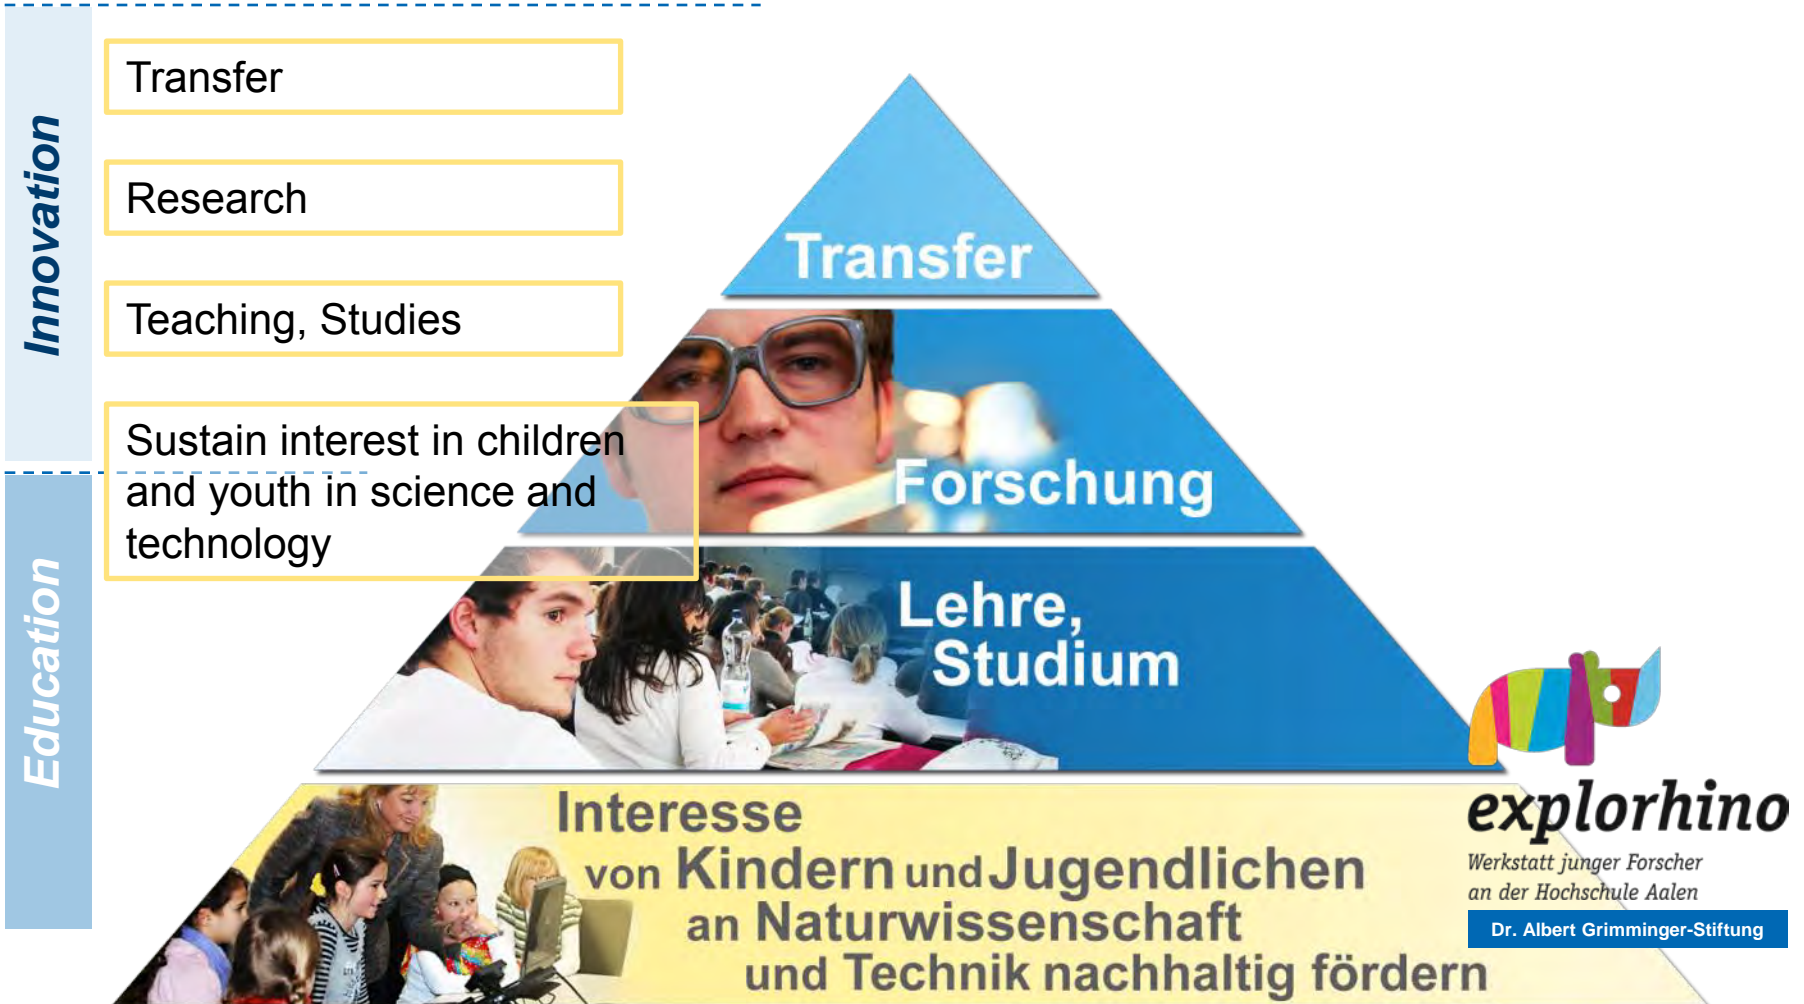 Innovation
Transfer
Research
Teaching, Studies
Sustain interest in children
and youth in science and
technology
Education
Transfer
Forschung
Lehre,
Studium
Interesse
von Kindern und Jugendlichen
an Naturwissenschaft
und Technik nachhaltig fördern
explorhino
Werkstatt junger Forscher
an der Hochschule Aalen
Dr. Albert Grimminger-Stiftung